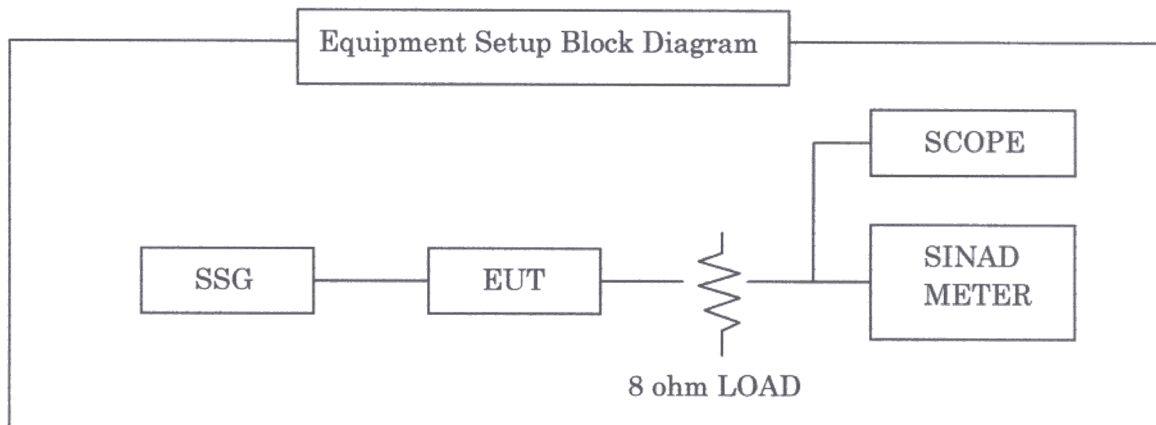 Equipment Setup Block Diagram
SCOPE
SSG
EUT
SINAD
METER
8 ohm LOAD